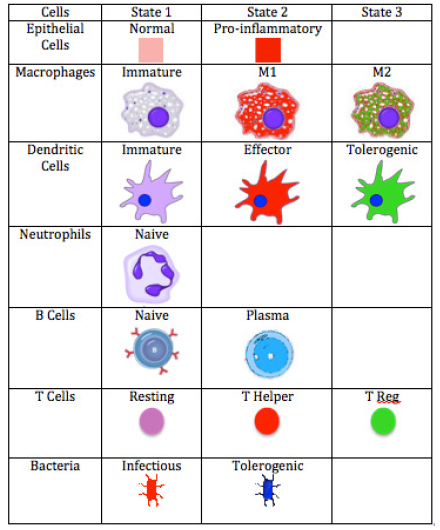 Cells State 1 State 2 State 3
Epithelial Cells Normal Pro-inflammatory
Macrophages Immature M1 M2
Dendritic Cells Immature Effector Tolerogenic
Neutrophils Naive
B Cells Naive Plasma
B
B
T Cells Resting T Helper T Reg
Bacteria Infectious Tolerogenic